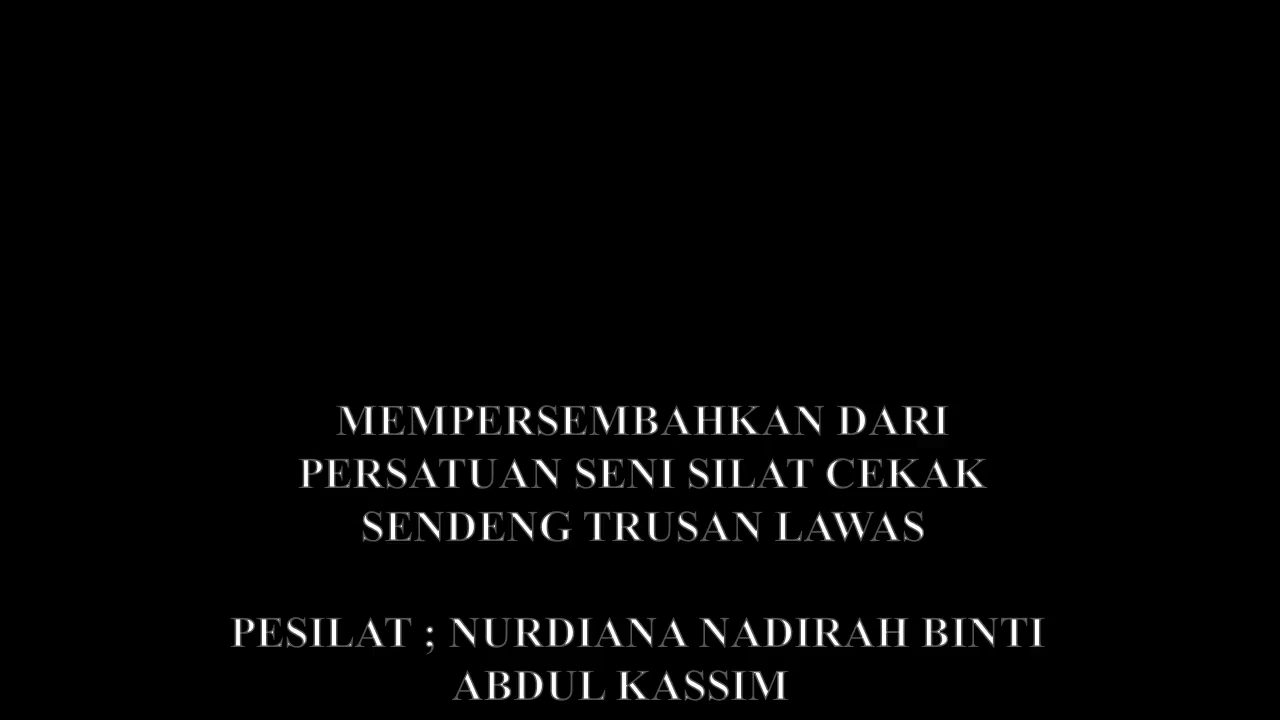 MEMPERSEMBAHKAN DARI
PERSATUAN SENI SILAT CEKAK
SENDENG TRUSAN LAWAS
PESILAT ; NURDIANA NADIRAH BINTI
ABDUL KASSIM